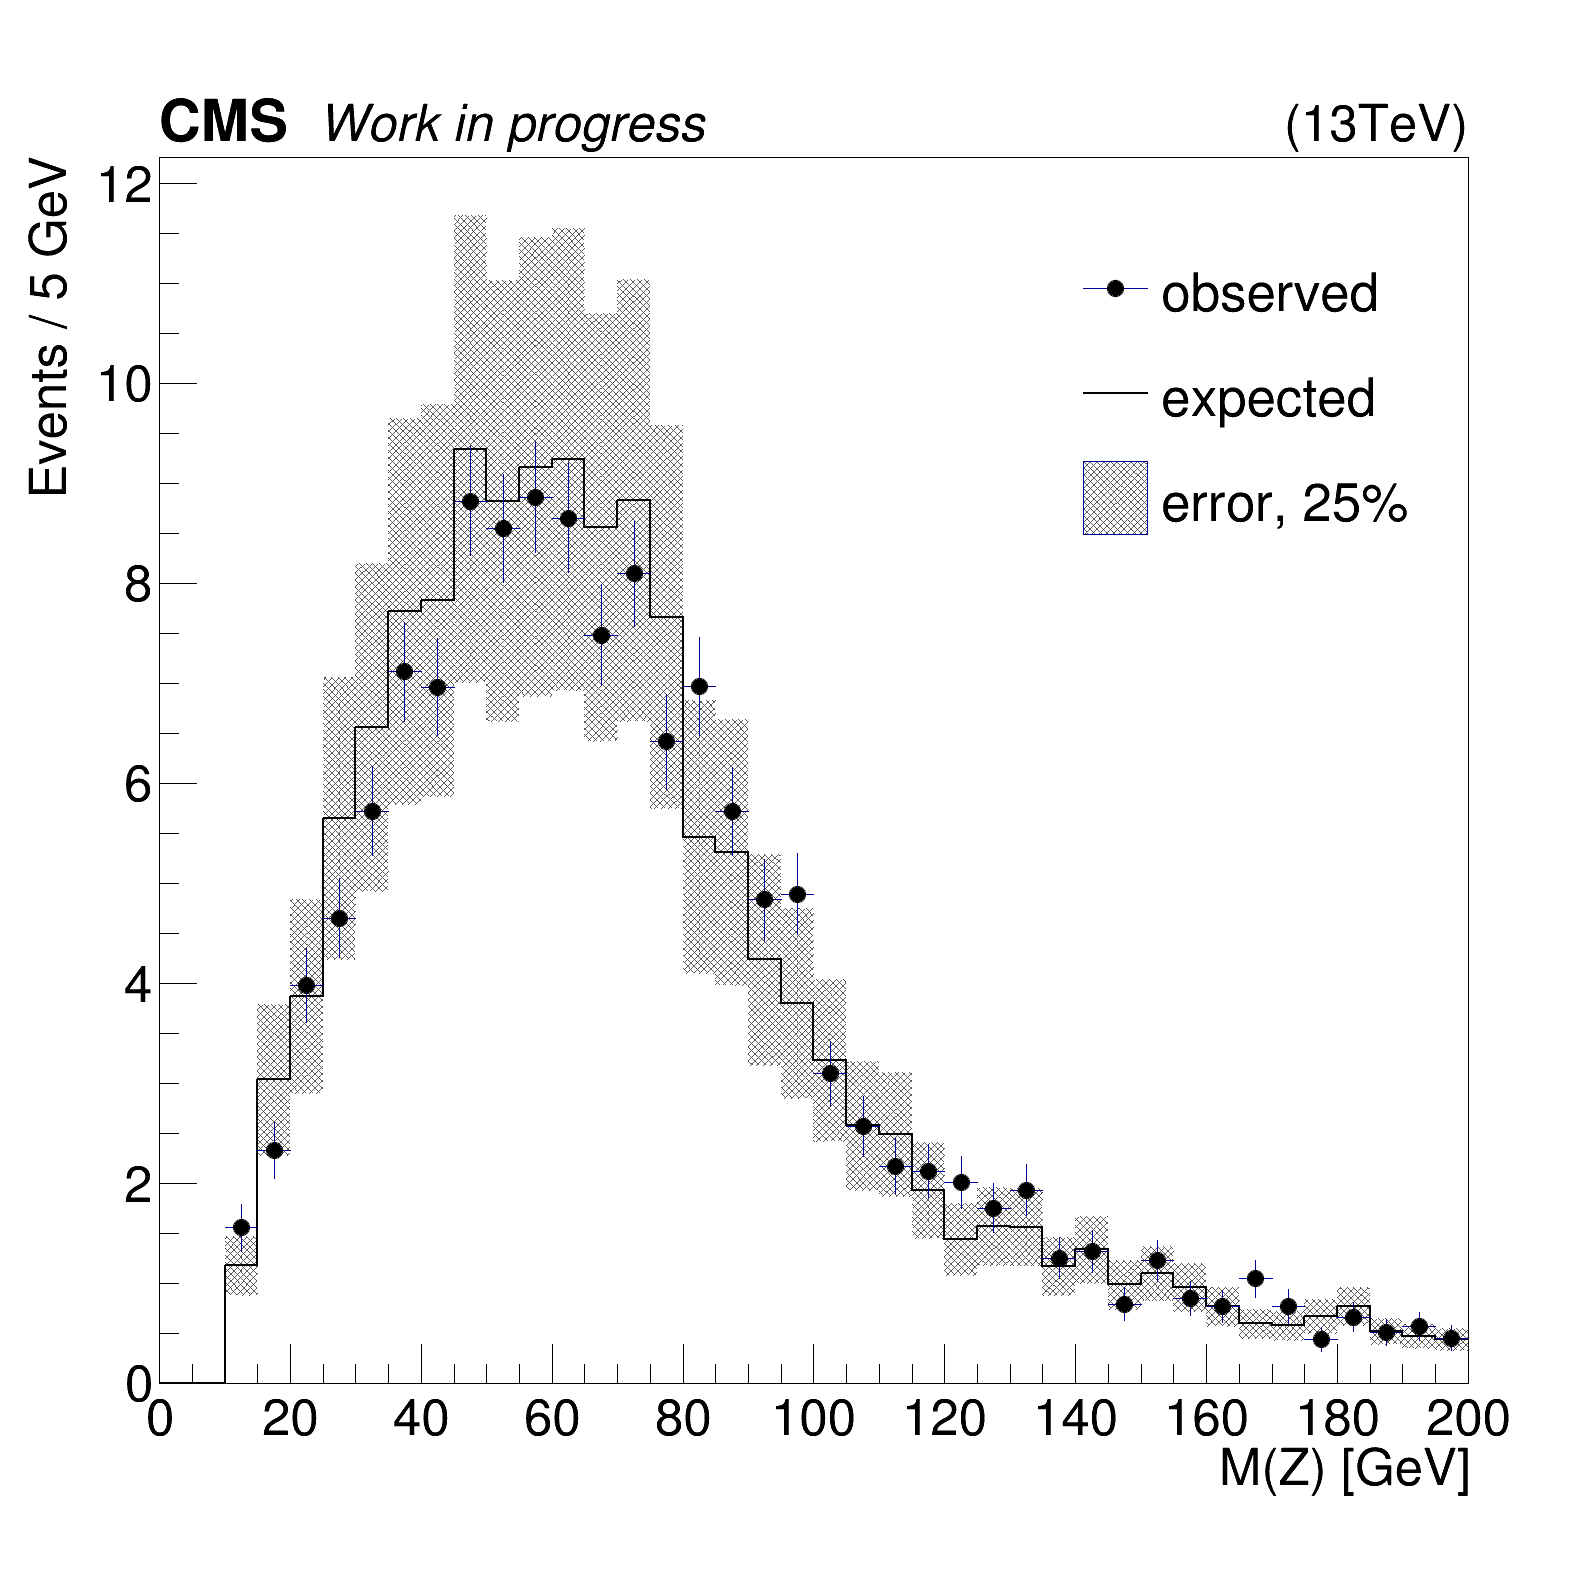 CMS Work in progress (13TeV)
Events / 5 GeV
12
10
8
6
4
2
0
observed
expected
error, 25%
0 20 40 60 80 100 120 140 160 180 200
M(Z) [GeV]